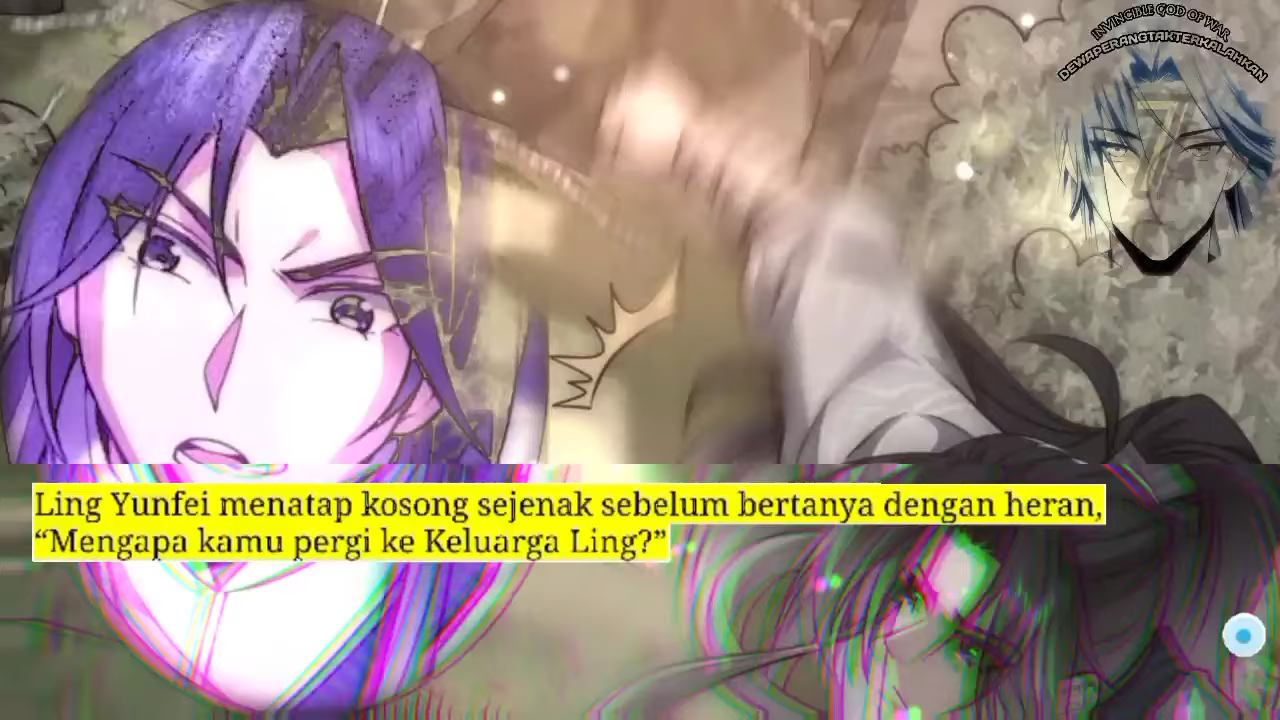 INVINCIBLE GOD OF WAR
DEWAPERANGTAKTERKALAHKAN
7
Ling Yunfei menatap kosong sejenak sebelum bertanya dengan heran,
“Mengapa kamu pergi ke Keluarga Ling?”